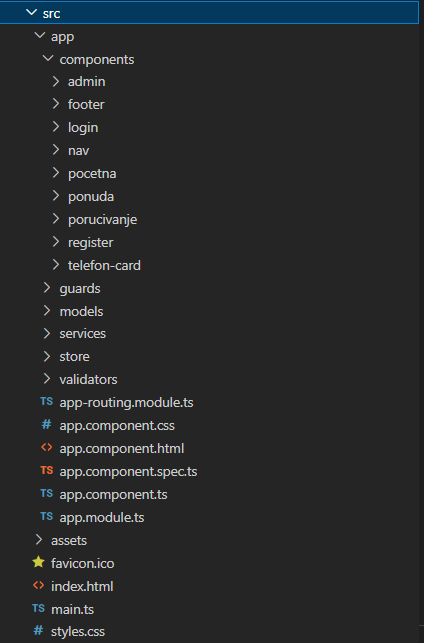 src
app
components
admin
footer
login
nav
pocetna
ponuda
porucivanje
register
telefon-card
guards
models
services
store
validators
TS app-routing.module.ts
# app.component.css
<> app.component.html
TS app.component.spec.ts
TS app.component.ts
TS app.module.ts
assets
favicon.ico
<> index.html
TS main.ts
# styles.css